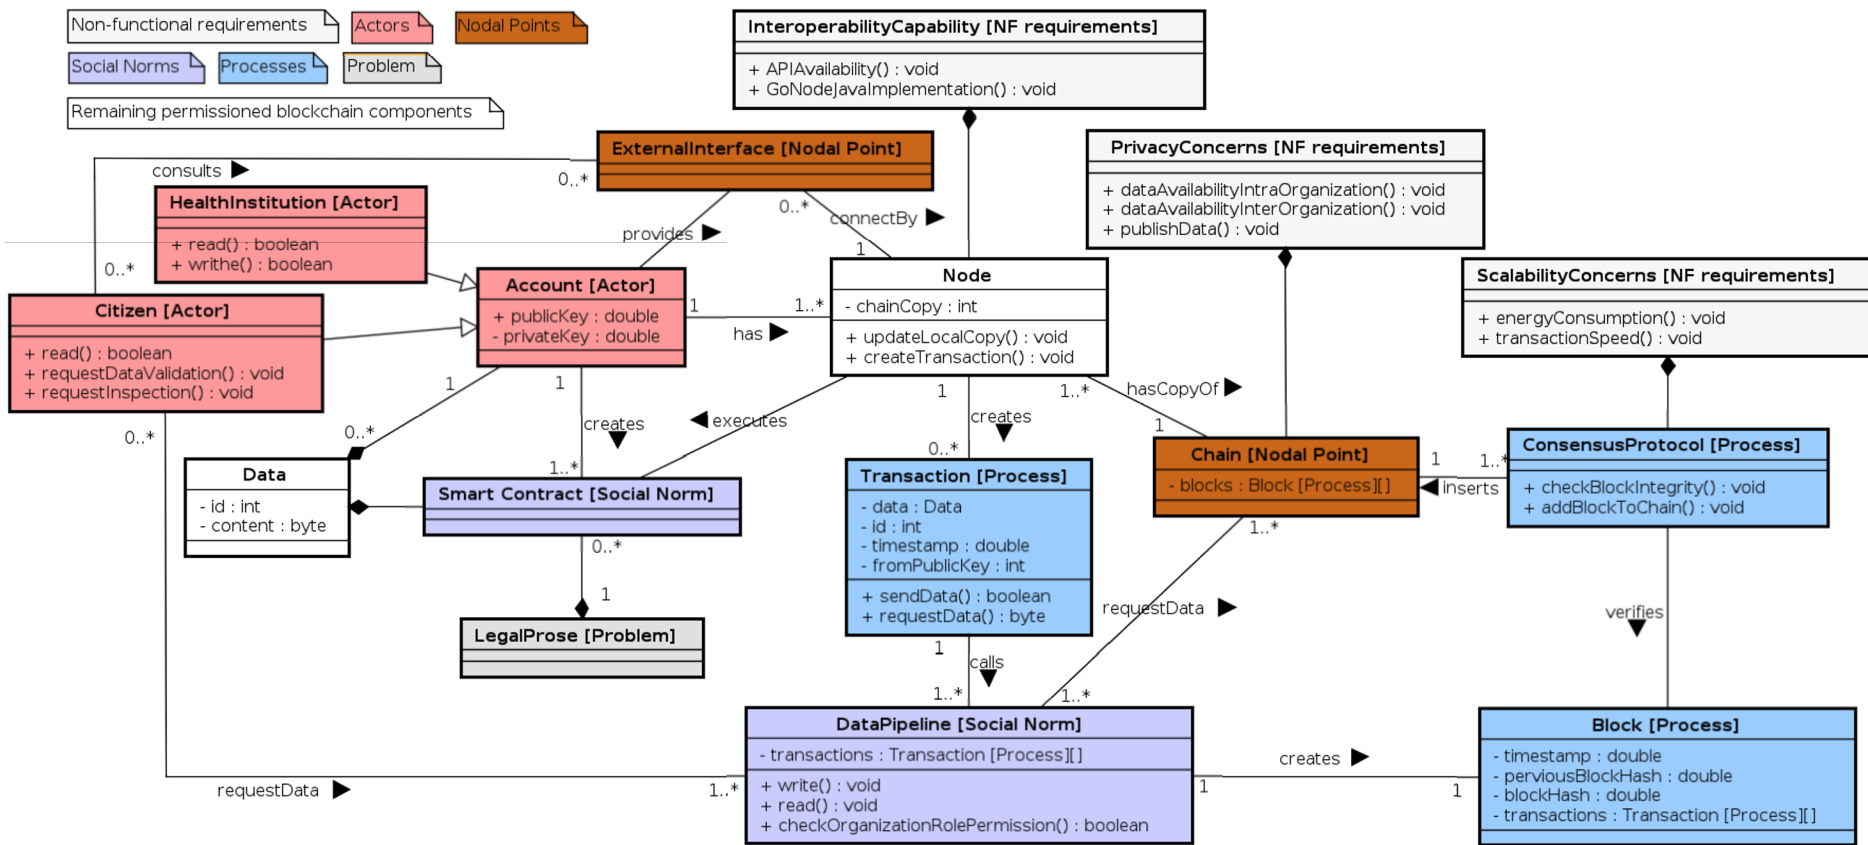 Non-functional requirements
Actors
Nodal Points
Social Norms
Processes
Problem
Remaining permissioned blockchain components
InteroperabilityCapability [NF requirements]
+ APIAvailability() : void
+ GoNodeJavaImplementation() : void
ExternalInterface [Nodal Point]
consults
0..*
0..*
HealthInstitution [Actor]
+ read() : boolean
+ writhe() : boolean
provides
0..*
connectBy
1
PrivacyConcerns [NF requirements]
+ dataAvailabilityIntraOrganization() : void
+ dataAvailabilityInterOrganization() : void
+ publishData() : void
ScalabilityConcerns [NF requirements]
+ energyConsumption() : void
+ transactionSpeed() : void
Citizen [Actor]
+ read() : boolean
+ requestDataValidation() : void
+ requestInspection() : void
Account [Actor]
+ publicKey : double
- privateKey : double
1
1..*
has
Node
- chainCopy : int
+ updateLocalCopy() : void
+ createTransaction() : void
1
0..*
1
creates
1..*
executes
1
creates
0..*
1..*
hasCopyOf
1
0..*
Data
- id : int
- content : byte
Smart Contract [Social Norm]
0..*
1
LegalProse [Problem]
Transaction [Process]
- data : Data
- id : int
- timestamp : double
- fromPublicKey : int
+ sendData() : boolean
+ requestData() : byte
Chain [Nodal Point]
- blocks : Block [Process][]
1
1..*
inserts
ConsensusProtocol [Process]
+ checkBlockIntegrity() : void
+ addBlockToChain() : void
1..*
requestData
1..*
1
calls
1..*
verifies
DataPipeline [Social Norm]
- transactions : Transaction [Process][]
+ write() : void
+ read() : void
+ checkOrganizationRolePermission() : boolean
requestData
1..*
creates
1
1
Block [Process]
- timestamp : double
- perviousBlockHash : double
- blockHash : double
- transactions : Transaction [Process][]